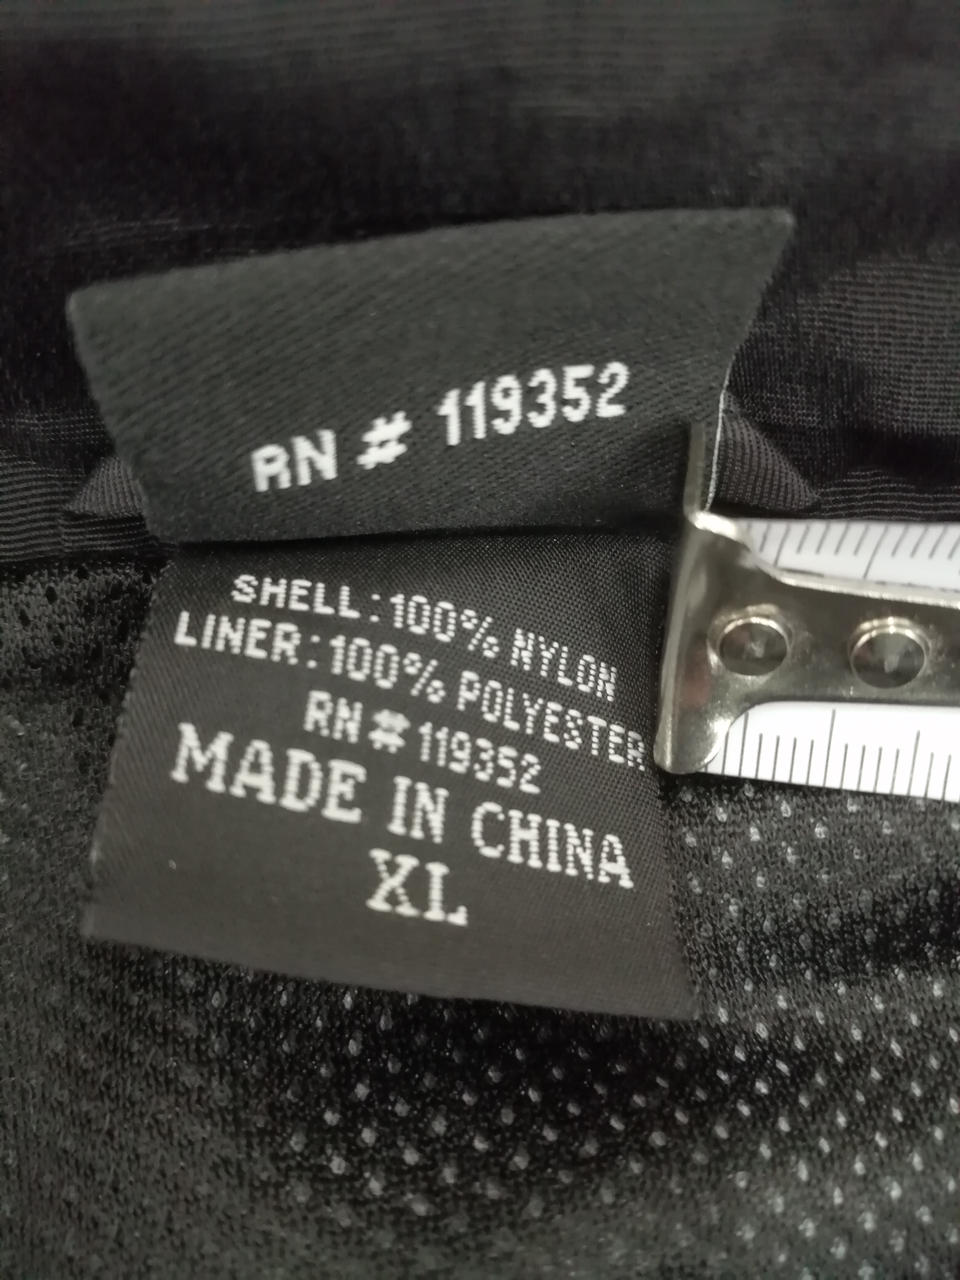 RN # 119352
SHELL:100% NYLON
LINER:100% POLYESTER
RN # 119352
MADE IN CHINA
XL